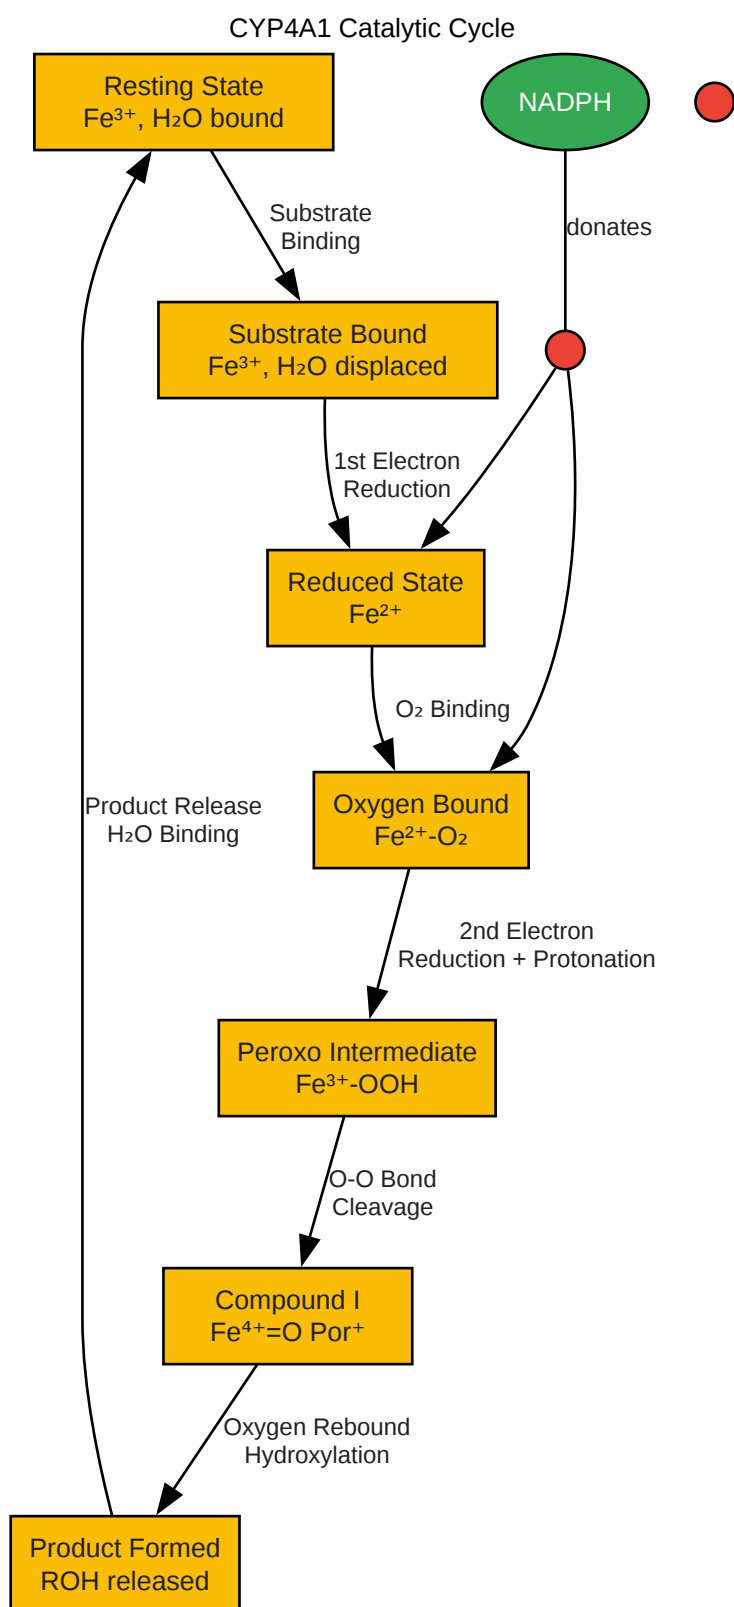 CYP4A1 Catalytic Cycle
Resting State
Fe³⁺, H₂O bound
NADPH
Substrate
Binding
donates
Substrate Bound
Fe³⁺, H₂O displaced
1st Electron
Reduction
Reduced State
Fe²⁺
O₂ Binding
Oxygen Bound
Fe²⁺-O₂
Product Release
H₂O Binding
2nd Electron
Reduction + Protonation
Peroxo Intermediate
Fe³⁺-OOH
O-O Bond
Cleavage
Compound I
Fe⁴⁺=O Por⁺
Oxygen Rebound
Hydroxylation
Product Formed
ROH released